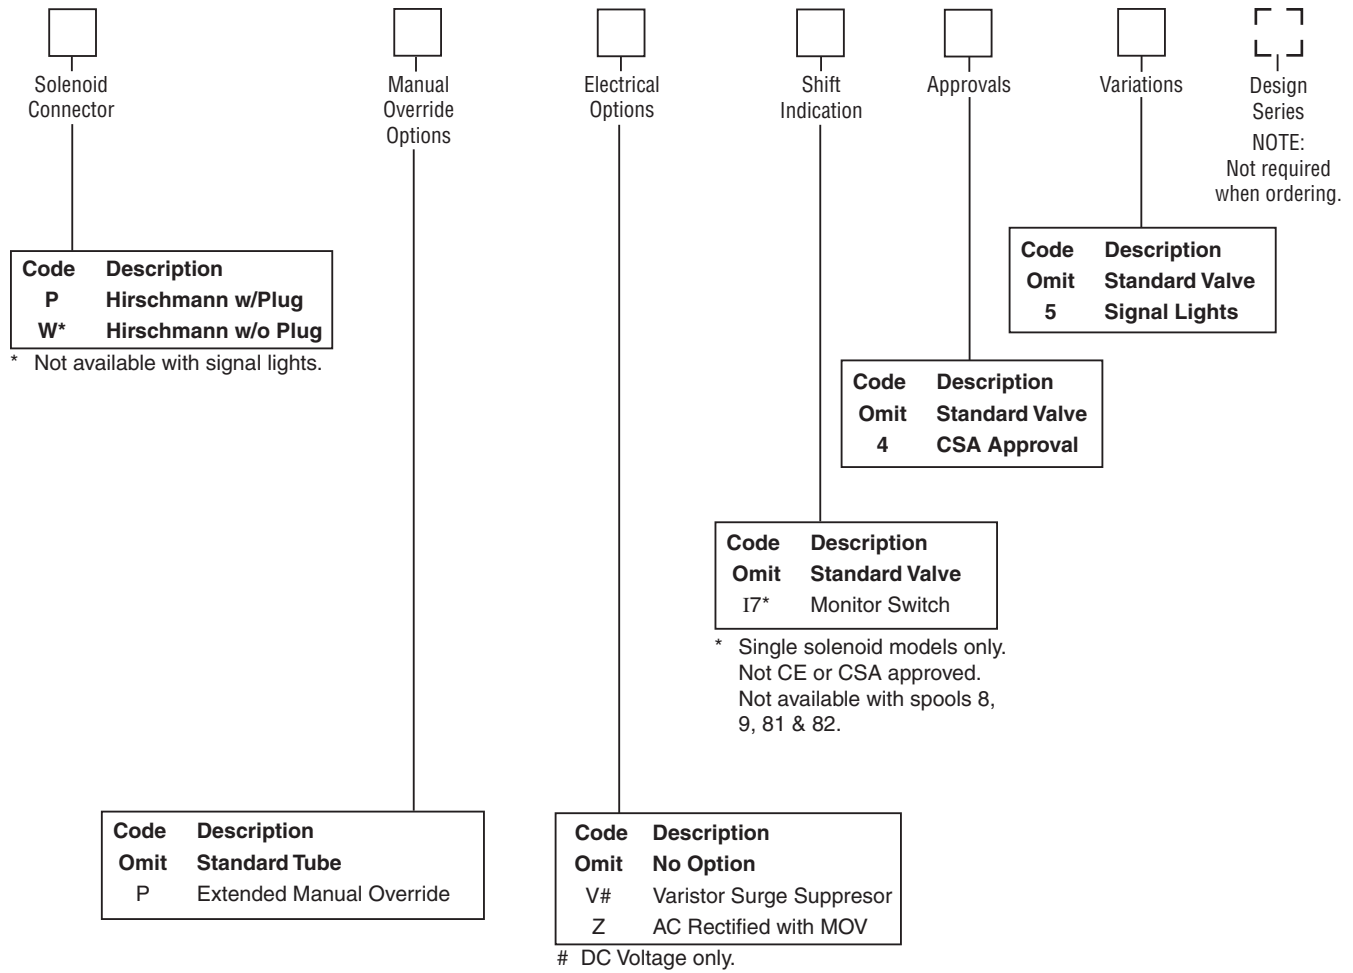 Solenoid
Connector
Manual
Override
Options
Electrical
Options
Shift
Indication
Approvals
Variations
Design
Series
NOTE:
Not required
when ordering.
Code Description
P Hirschmann w/Plug
W* Hirschmann w/o Plug
* Not available with signal lights.
Code Description
Omit Standard Valve
5 Signal Lights
Code Description
Omit Standard Valve
4 CSA Approval
Code Description
Omit Standard Valve
I7* Monitor Switch
* Single solenoid models only.
Not CE or CSA approved.
Not available with spools 8,
9, 81 & 82.
Code Description
Omit Standard Tube
P Extended Manual Override
Code Description
Omit No Option
V# Varistor Surge Suppresor
Z AC Rectified with MOV
# DC Voltage only.